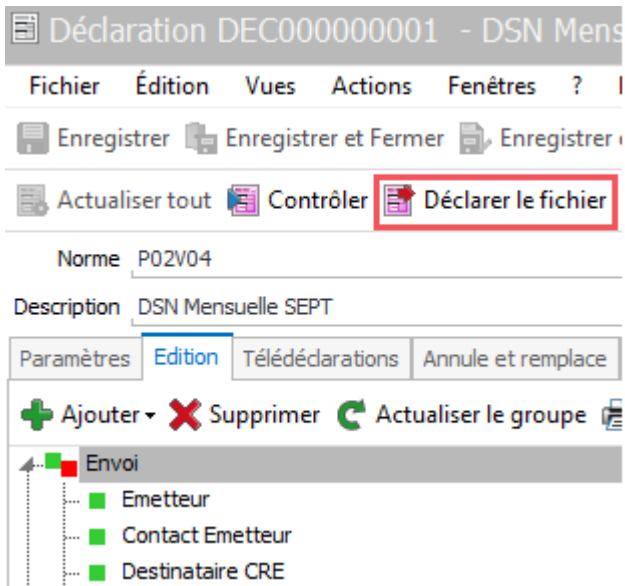 Déclaration DEC000000001 - DSN Mens
Fichier Édition Vues Actions Fenêtres ?
Enregistrer Enregistrer et Fermer Enregistrer
Actualiser tout Contrôler Déclarer le fichier
Norme P02V04
Description DSN Mensuelle SEPT
Paramètres Edition Télédéclarations Annule et remplace
Ajouter Supprimer Actualiser le groupe
Envoi
Emetteur
Contact Emetteur
Destinataire CRE